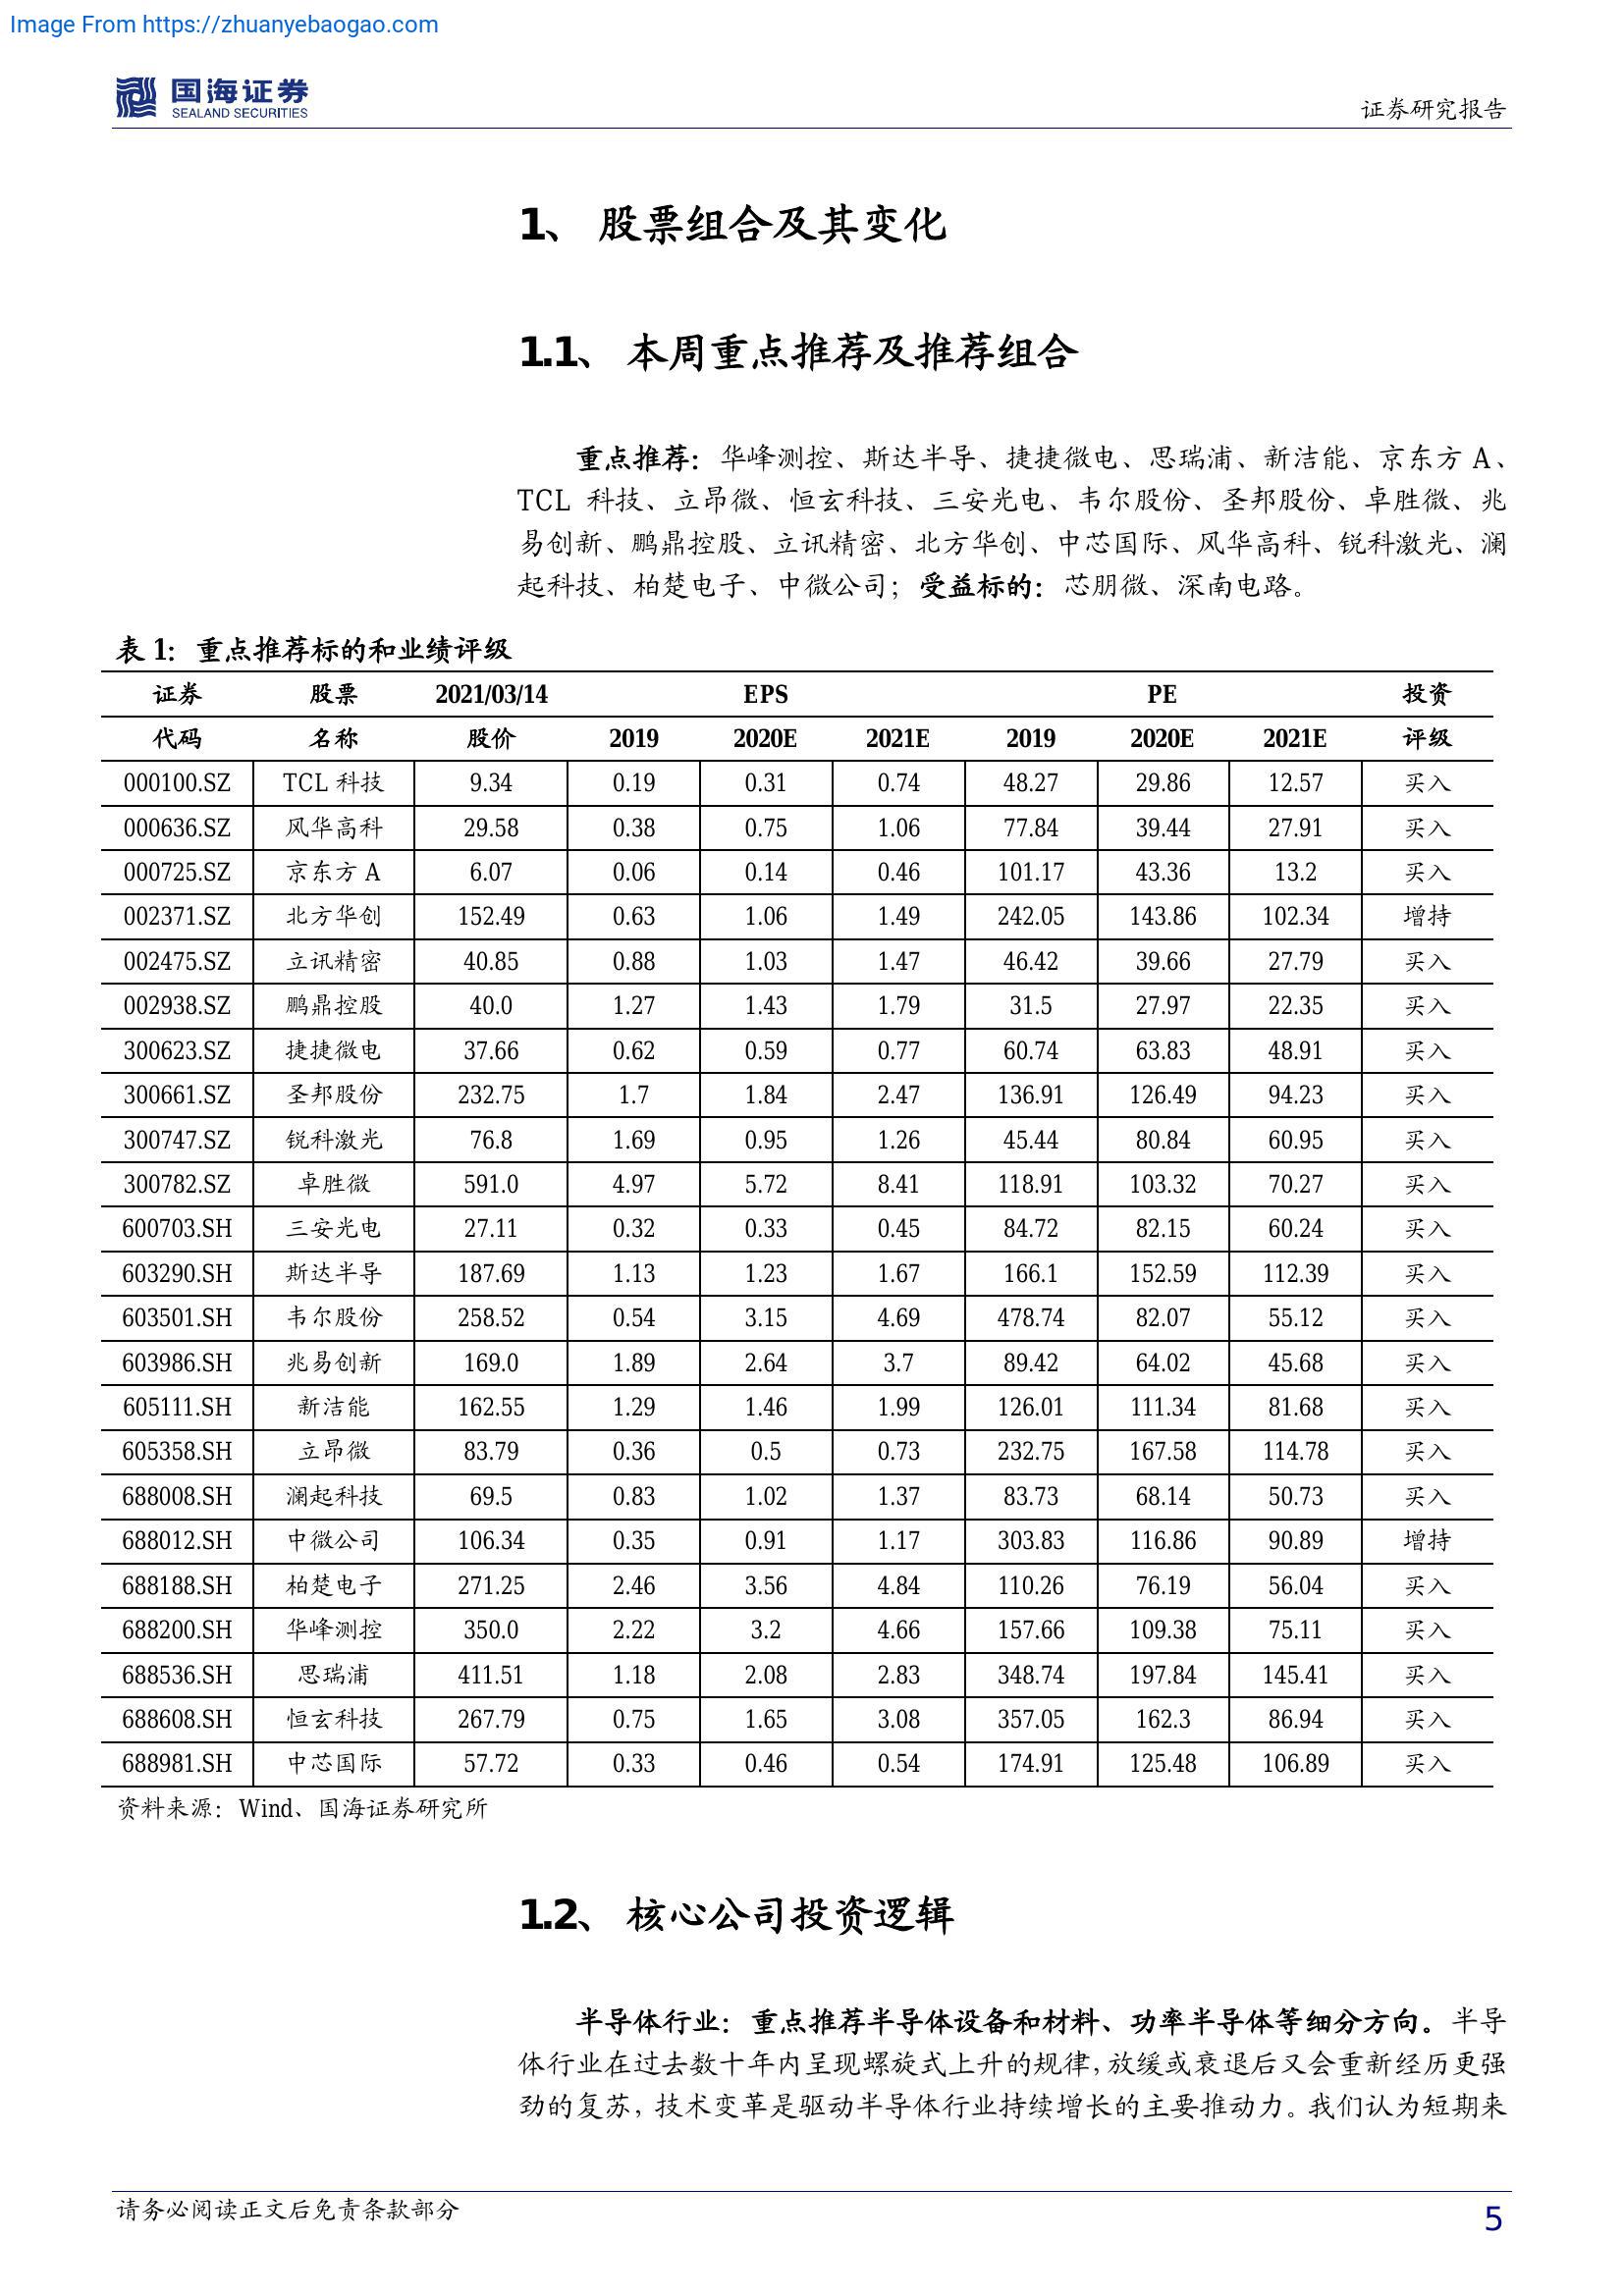 Image From https://zhuanyebaogao.com
国海证券
SEALAND SECURITIES
证券研究报告
1、 股票组合及其变化
1.1、 本周重点推荐及推荐组合
重点推荐：华峰测控、斯达半导、捷捷微电、思瑞浦、新洁能、京东方 A、
TCL 科技、立昂微、恒玄科技、三安光电、韦尔股份、圣邦股份、卓胜微、兆
易创新、鹏鼎控股、立讯精密、北方华创、中芯国际、风华高科、锐科激光、澜
起科技、柏楚电子、中微公司；受益标的：芯朋微、深南电路。
表 1：重点推荐标的和业绩评级
证券 股票 2021/03/14 EPS PE 投资
代码 名称 股价 2019 2020E 2021E 2019 2020E 2021E 评级
000100.SZ TCL 科技 9.34 0.19 0.31 0.74 48.27 29.86 12.57 买入
000636.SZ 风华高科 29.58 0.38 0.75 1.06 77.84 39.44 27.91 买入
000725.SZ 京东方 A 6.07 0.06 0.14 0.46 101.17 43.36 13.2 买入
002371.SZ 北方华创 152.49 0.63 1.06 1.49 242.05 143.86 102.34 增持
002475.SZ 立讯精密 40.85 0.88 1.03 1.47 46.42 39.66 27.79 买入
002938.SZ 鹏鼎控股 40.0 1.27 1.43 1.79 31.5 27.97 22.35 买入
300623.SZ 捷捷微电 37.66 0.62 0.59 0.77 60.74 63.83 48.91 买入
300661.SZ 圣邦股份 232.75 1.7 1.84 2.47 136.91 126.49 94.23 买入
300747.SZ 锐科激光 76.8 1.69 0.95 1.26 45.44 80.84 60.95 买入
300782.SZ 卓胜微 591.0 4.97 5.72 8.41 118.91 103.32 70.27 买入
600703.SH 三安光电 27.11 0.32 0.33 0.45 84.72 82.15 60.24 买入
603290.SH 斯达半导 187.69 1.13 1.23 1.67 166.1 152.59 112.39 买入
603501.SH 韦尔股份 258.52 0.54 3.15 4.69 478.74 82.07 55.12 买入
603986.SH 兆易创新 169.0 1.89 2.64 3.7 89.42 64.02 45.68 买入
605111.SH 新洁能 162.55 1.29 1.46 1.99 126.01 111.34 81.68 买入
605358.SH 立昂微 83.79 0.36 0.5 0.73 232.75 167.58 114.78 买入
688008.SH 澜起科技 69.5 0.83 1.02 1.37 83.73 68.14 50.73 买入
688012.SH 中微公司 106.34 0.35 0.91 1.17 303.83 116.86 90.89 增持
688188.SH 柏楚电子 271.25 2.46 3.56 4.84 110.26 76.19 56.04 买入
688200.SH 华峰测控 350.0 2.22 3.2 4.66 157.66 109.38 75.11 买入
688536.SH 思瑞浦 411.51 1.18 2.08 2.83 348.74 197.84 145.41 买入
688608.SH 恒玄科技 267.79 0.75 1.65 3.08 357.05 162.3 86.94 买入
688981.SH 中芯国际 57.72 0.33 0.46 0.54 174.91 125.48 106.89 买入
资料来源：Wind、国海证券研究所
1.2、 核心公司投资逻辑
半导体行业：重点推荐半导体设备和材料、功率半导体等细分方向。半导
体行业在过去数十年内呈现螺旋式上升的规律，放缓或衰退后又会重新经历更强
劲的复苏，技术变革是驱动半导体行业持续增长的主要推动力。我们认为短期来
请务必阅读正文后免责条款部分
5